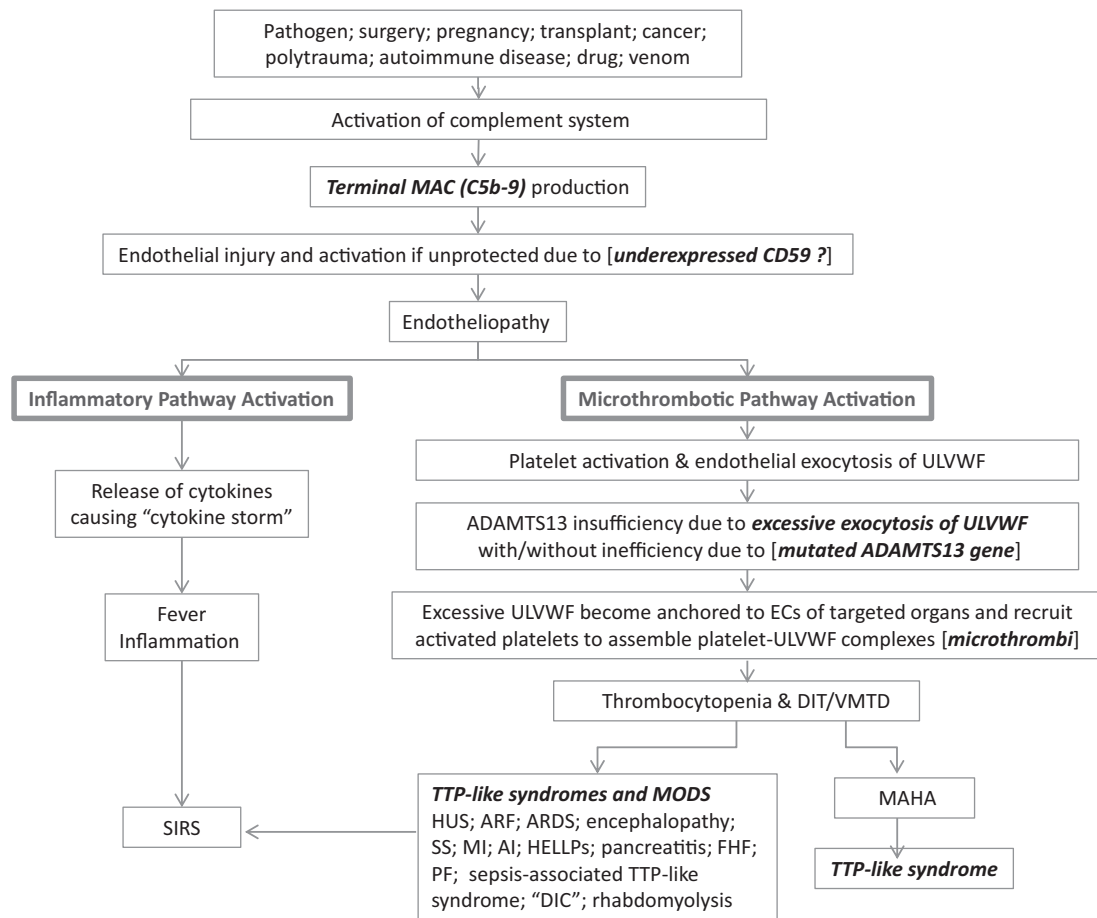 Pathogen; surgery; pregnancy; transplant; cancer;
polytrauma; autoimmune disease; drug; venom
Activation of complement system
Terminal MAC (C5b-9) production
Endothelial injury and activation if unprotected due to [underexpressed CD59 ?]
Endotheliopathy
Inflammatory Pathway Activation
Microthrombotic Pathway Activation
Platelet activation & endothelial exocytosis of ULVWF
Release of cytokines
causing “cytokine storm”
ADAMTS13 insufficiency due to excessive exocytosis of ULVWF
with/without inefficiency due to [mutated ADAMTS13 gene]
Fever
Inflammation
Excessive ULVWF become anchored to ECs of targeted organs and recruit
activated platelets to assemble platelet-ULVWF complexes [microthrombi]
Thrombocytopenia & DIT/VMTD
SIRS
TTP-like syndromes and MODS
HUS; ARF; ARDS; encephalopathy;
SS; MI; AI; HELLPs; pancreatitis; FHF;
PF; sepsis-associated TTP-like
syndrome; “DIC”; rhabdomyolysis
MAHA
TTP-like syndrome